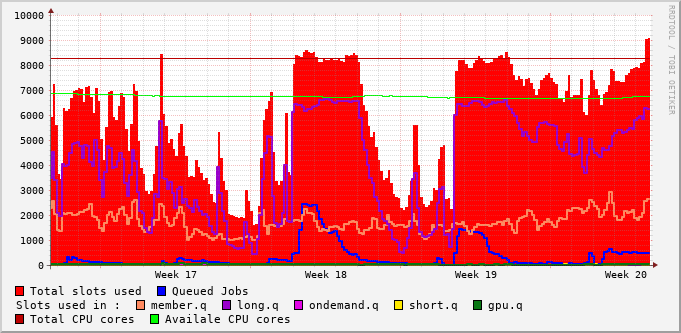 10000
9000
8000
7000
6000
5000
4000
3000
2000
1000
0
Week 17 Week 18 Week 19 Week 20
RRDTOOL / TOBI OETIKER
Total slots used Queued Jobs
Slots used in : member.q long.q ondemand.q short.q gpu.q
Total CPU cores Availale CPU cores